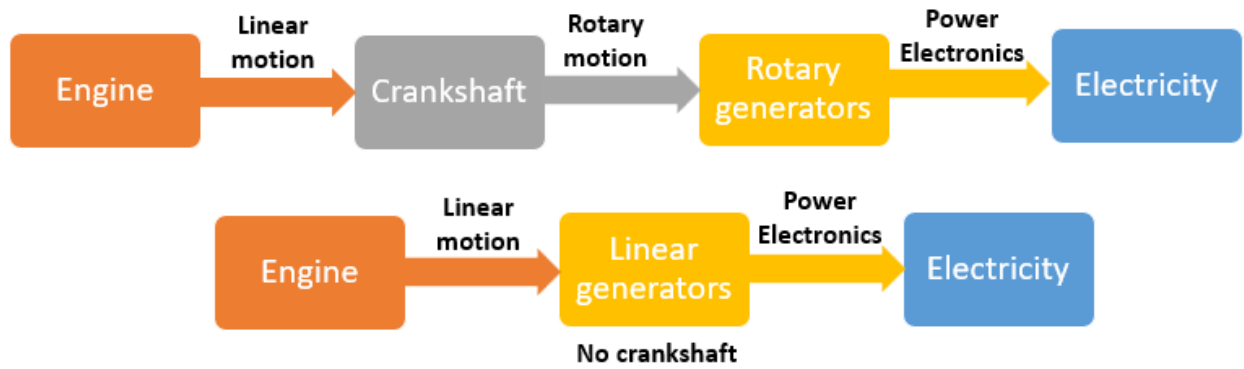 Linear
motion
Rotary
motion
Power
Electronics
Engine
Crankshaft
Rotary
generators
Electricity
Linear
motion
Power
Electronics
Engine
Linear
generators
Electricity
No crankshaft